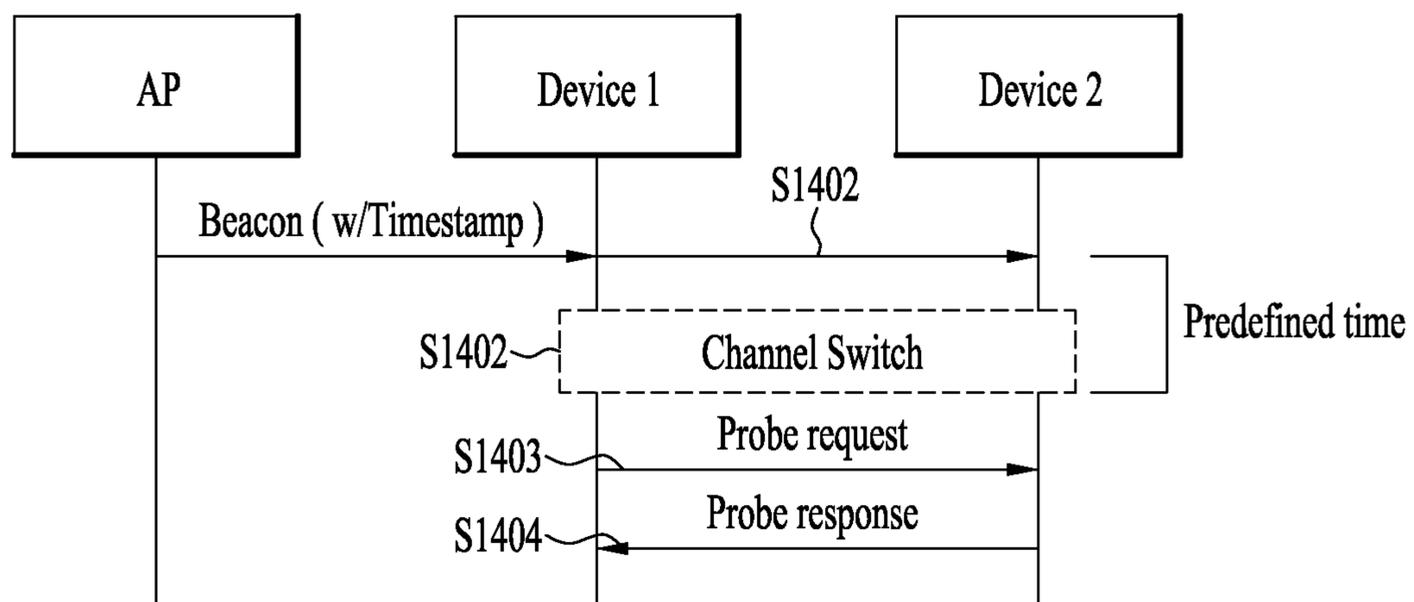 AP
Device 1
Device 2
S1402
Beacon ( w/Timestamp )
Predefined time
S1402
Channel Switch
Probe request
S1403
Probe response
S1404